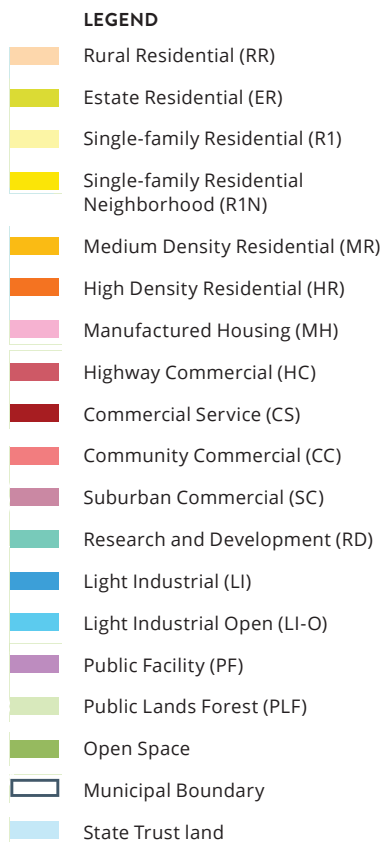 LEGEND
Rural Residential (RR)
Estate Residential (ER)
Single-family Residential (R1)
Single-family Residential
Neighborhood (R1N)
Medium Density Residential (MR)
High Density Residential (HR)
Manufactured Housing (MH)
Highway Commercial (HC)
Commercial Service (CS)
Community Commercial (CC)
Suburban Commercial (SC)
Research and Development (RD)
Light Industrial (LI)
Light Industrial Open (LI-O)
Public Facility (PF)
Public Lands Forest (PLF)
Open Space
Municipal Boundary
State Trust land